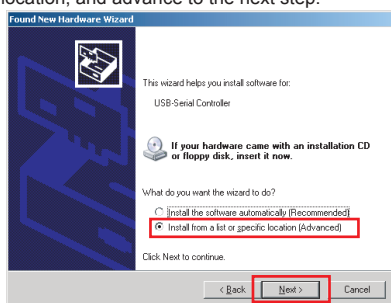 location, and advance to the next step.
Found New Hardware Wizard
This wizard helps you install software for:
USB-Serial Controller
If your hardware came with an installation CD
or floppy disk, insert it now.
What do you want the wizard to do?
Install the software automatically (Recommended)
Install from a list or specific location (Advanced)
Click Next to continue.
< Back
Next >
Cancel